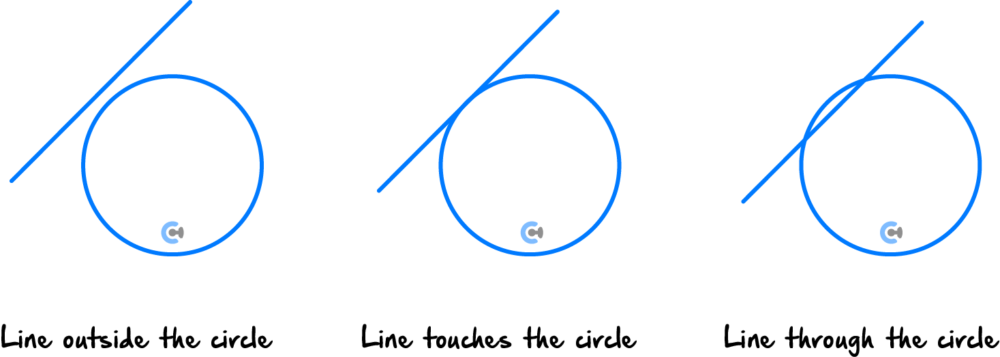 Line outside the circle
Line touches the circle
Line through the circle